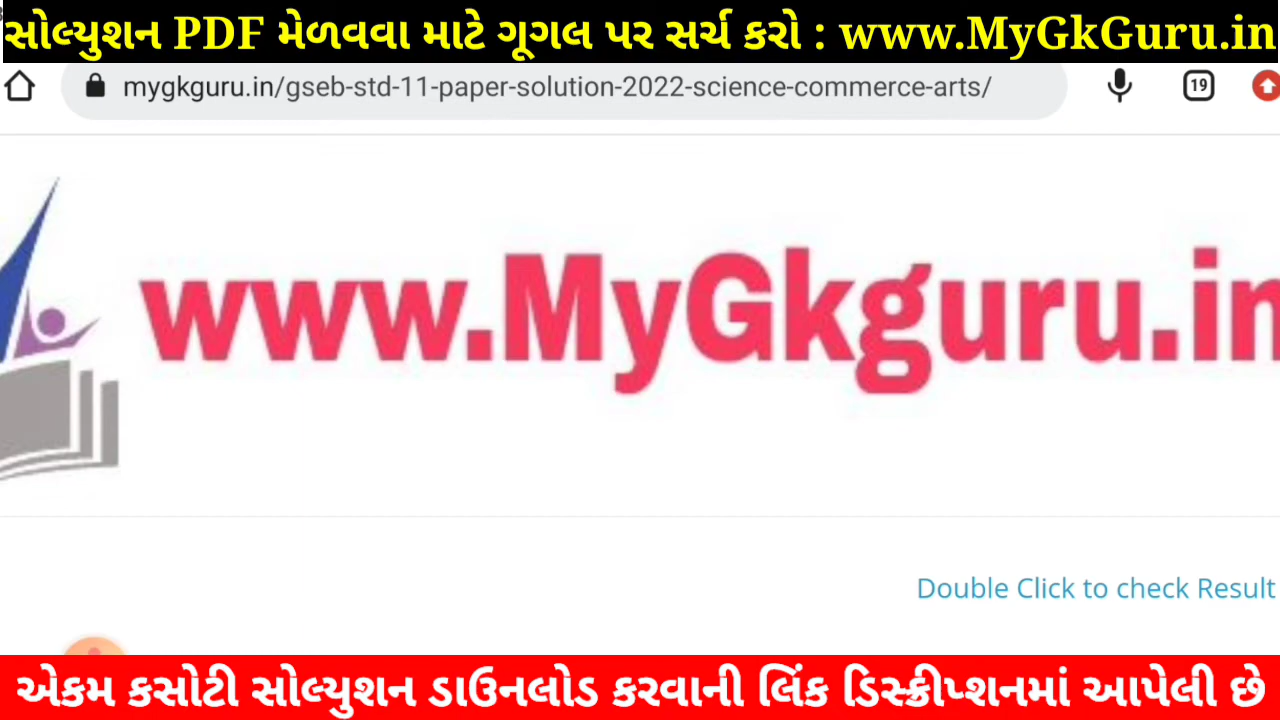 સોલ્યુશન PDF મેળવવા માટે ગૂગલ પર સર્ચ કરો : www.MyGkGuru.in
mygkguru.in/gseb-std-11-paper-solution-2022-science-commerce-arts/
19
www.MyGkguru.in
Double Click to check Result
એકમ કસોટી સોલ્યુશન ડાઉનલોડ કરવાની લિંક ડિસ્ક્રીપ્શનમાં આપેલી છે